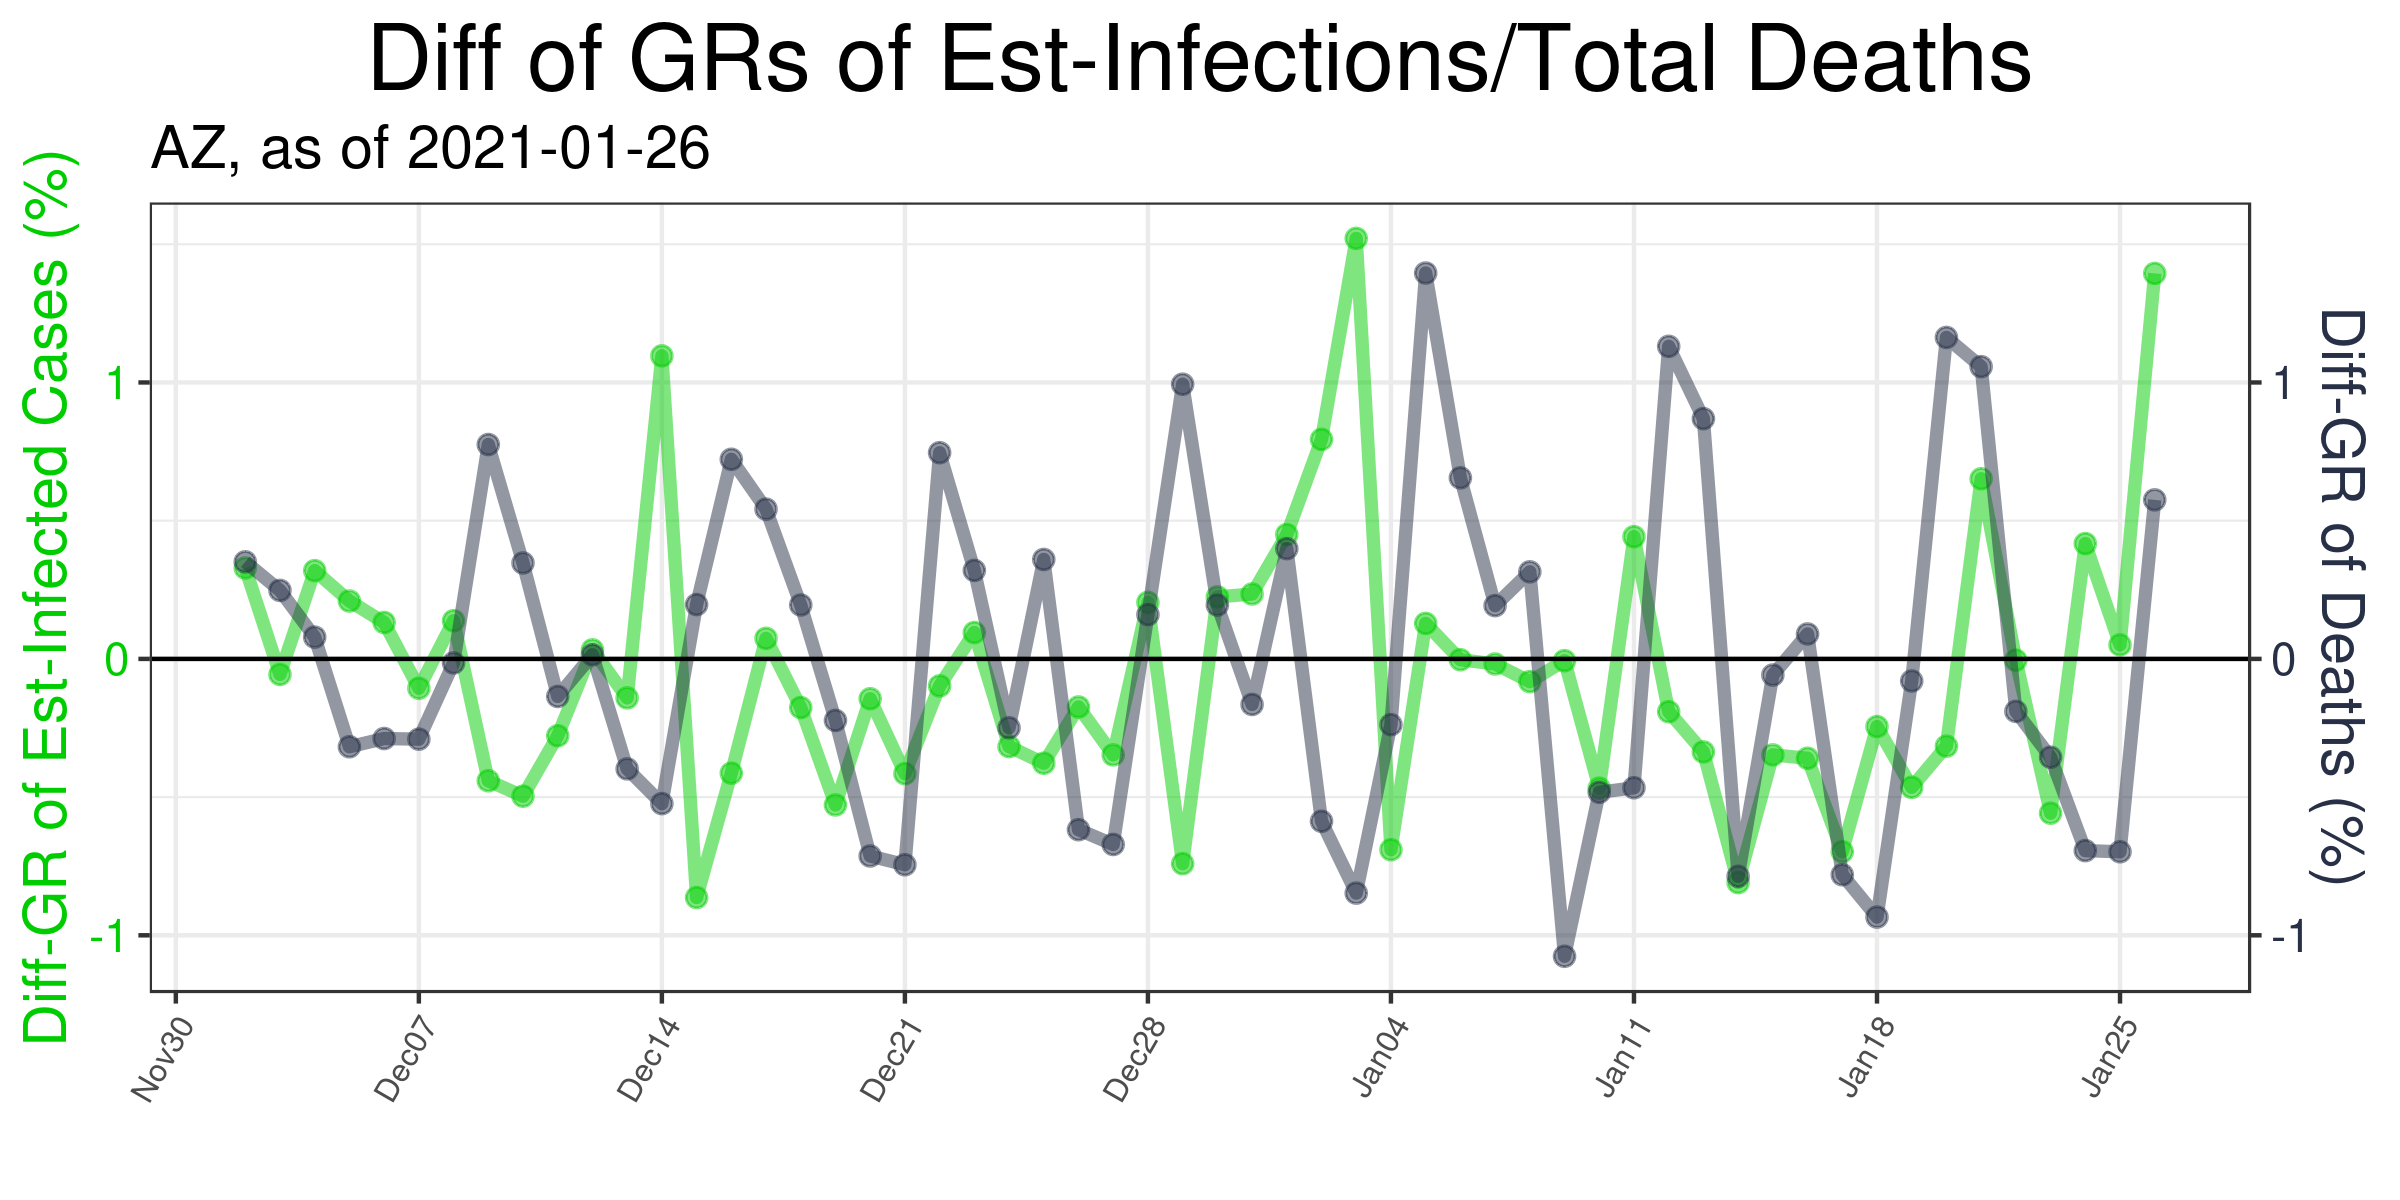 Diff of GRs of Est-Infections/Total Deaths
AZ, as of 2021-01-26
Diff-GR of Est-Infected Cases (%)
1
0
-1
1
0
-1
Diff-GR of Deaths (%)
Nov30
Dec07
Dec14
Dec21
Dec28
Jan04
Jan11
Jan18
Jan25